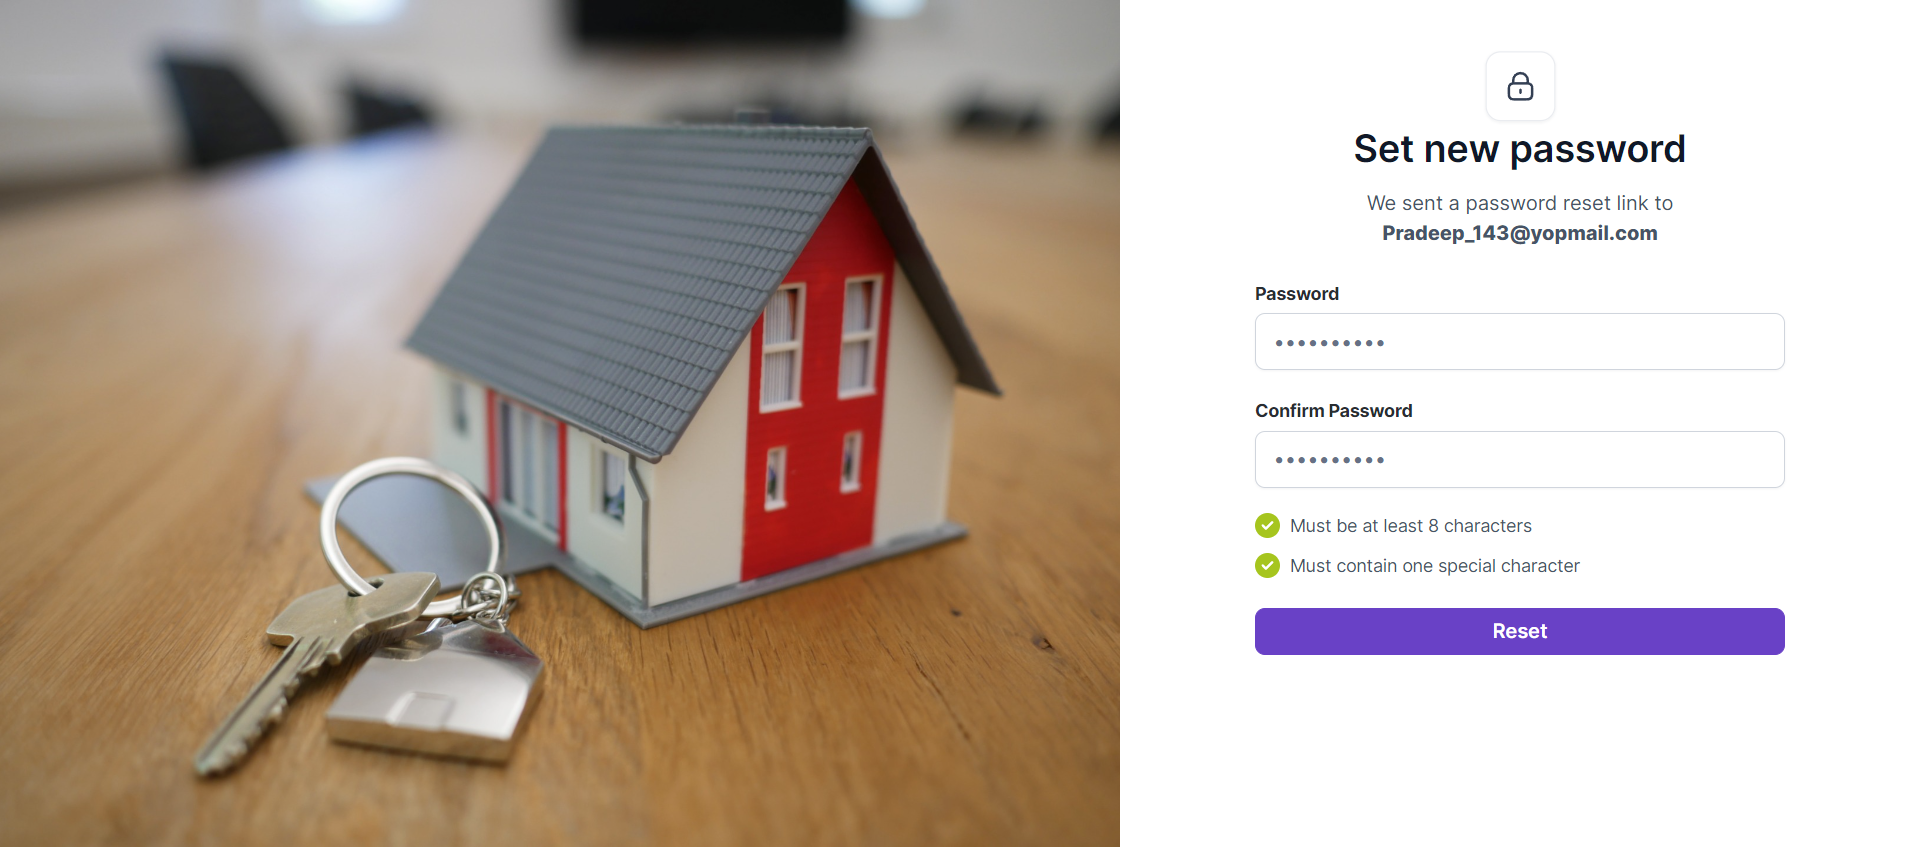 Set new password
We sent a password reset link to
Pradeep_143@yopmail.com
Password
••••••••••
Confirm Password
••••••••••
Must be at least 8 characters
Must contain one special character
Reset